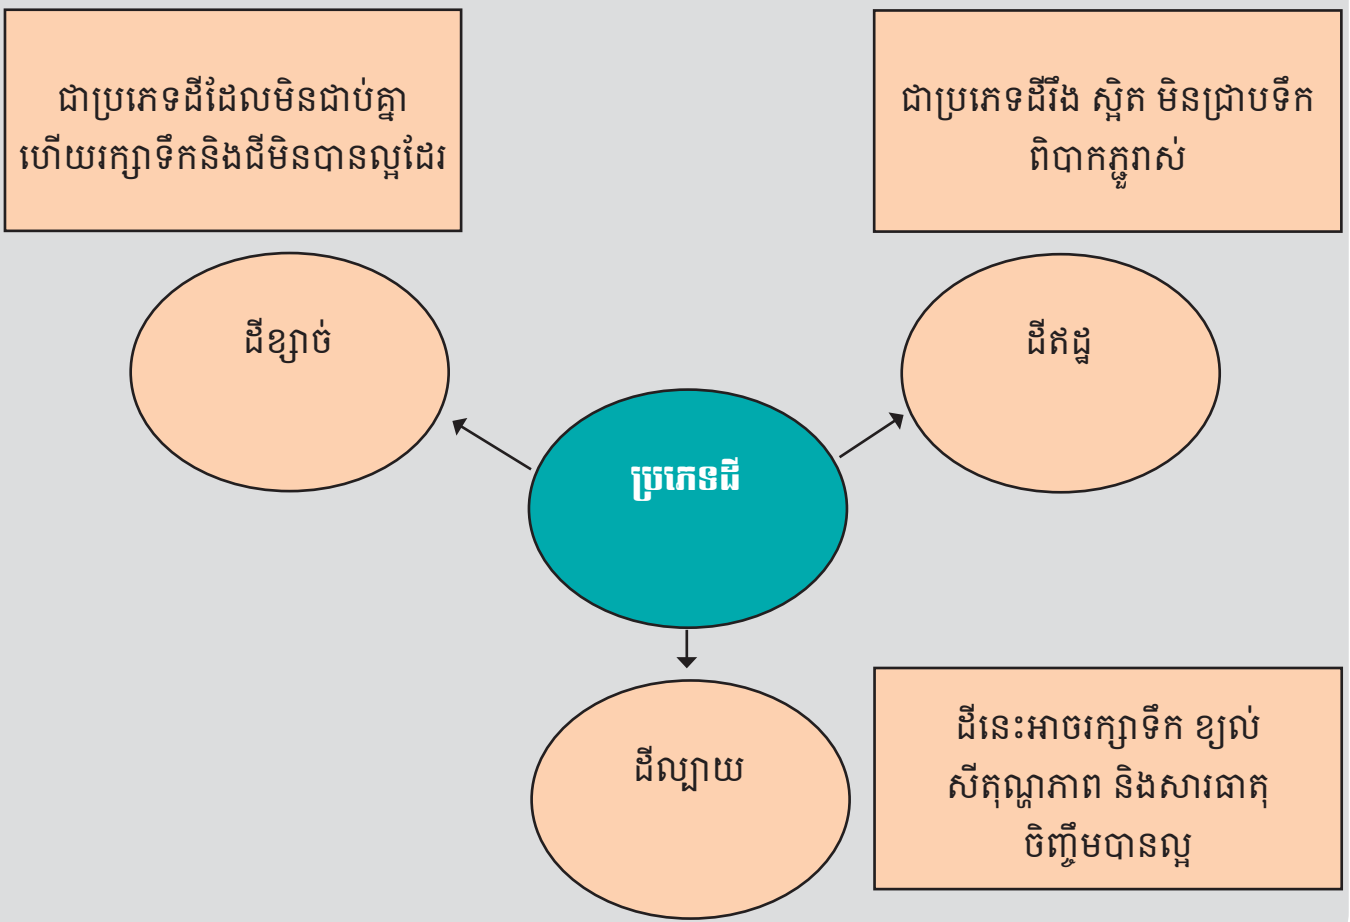 ជាប្រភេទដីដែលមិនជាប់គ្នា
ហើយរក្សាទឹកនិងជីមិនបានល្អដែរ
ជាប្រភេទដីរឹង ស្អិត មិនជ្រាបទឹក
ពិបាកភ្ជួរាស់
ដីខ្សាច់
ដីឥដ្ឋ
ប្រភេទដី
ដីល្បាយ
ដីនេះអាចរក្សាទឹក ខ្យល់
សីតុណ្ហភាព និងសារធាតុ
ចិញ្ចឹមបានល្អ